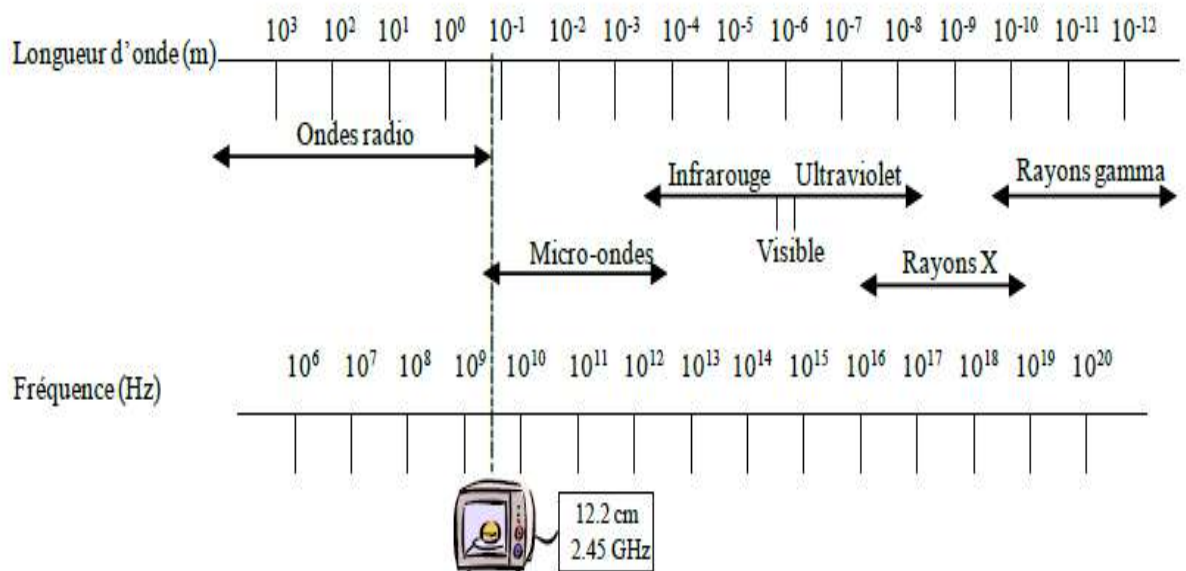 10³ 10² 10¹ 10⁰ 10⁻¹ 10⁻² 10⁻³ 10⁻⁴ 10⁻⁵ 10⁻⁶ 10⁻⁷ 10⁻⁸ 10⁻⁹ 10⁻¹⁰ 10⁻¹¹ 10⁻¹²
Longueur d'onde (m)
Ondes radio
Infrarouge Ultraviolet Rayons gamma
Visible
Micro-ondes
Rayons X
10⁶ 10⁷ 10⁸ 10⁹ 10¹⁰ 10¹¹ 10¹² 10¹³ 10¹⁴ 10¹⁵ 10¹⁶ 10¹⁷ 10¹⁸ 10¹⁹ 10²⁰
Fréquence (Hz)
12.2 cm
2.45 GHz